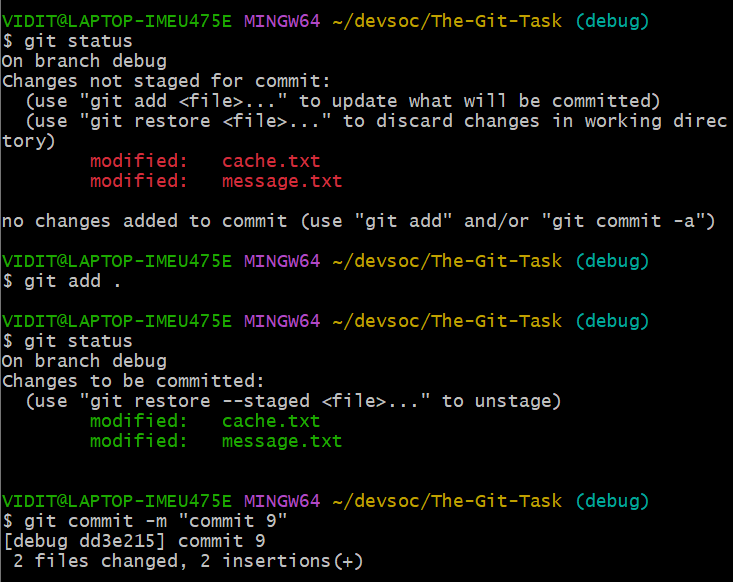 VIDIT@LAPTOP-IMEU475E MINGW64 ~/devsoc/The-Git-Task (debug)
$ git status
On branch debug
Changes not staged for commit:
  (use "git add <file>..." to update what will be committed)
  (use "git restore <file>..." to discard changes in working direc
tory)
        modified:   cache.txt
        modified:   message.txt

no changes added to commit (use "git add" and/or "git commit -a")

VIDIT@LAPTOP-IMEU475E MINGW64 ~/devsoc/The-Git-Task (debug)
$ git add .

VIDIT@LAPTOP-IMEU475E MINGW64 ~/devsoc/The-Git-Task (debug)
$ git status
On branch debug
Changes to be committed:
  (use "git restore --staged <file>..." to unstage)
        modified:   cache.txt
        modified:   message.txt


VIDIT@LAPTOP-IMEU475E MINGW64 ~/devsoc/The-Git-Task (debug)
$ git commit -m "commit 9"
[debug dd3e215] commit 9
 2 files changed, 2 insertions(+)